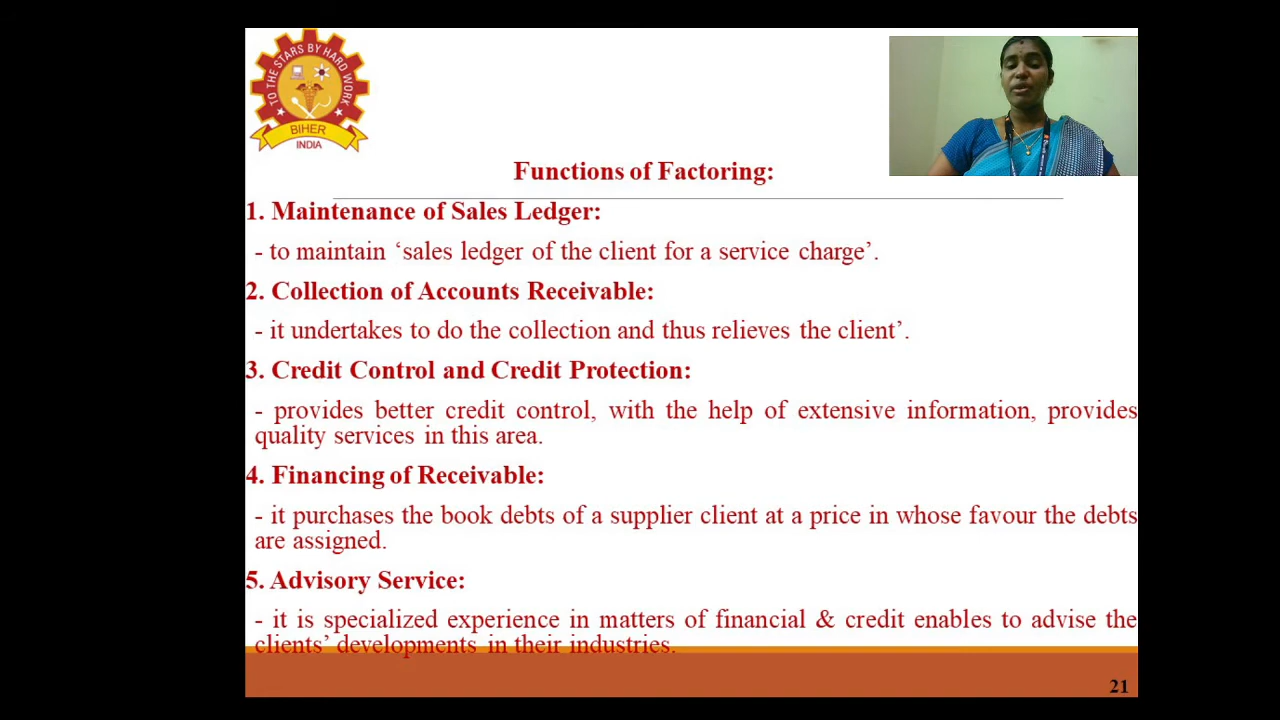 TO THE STARS BY HARD WORK
BIHER
INDIA
Functions of Factoring:
1. Maintenance of Sales Ledger:
- to maintain ‘sales ledger of the client for a service charge’.
2. Collection of Accounts Receivable:
- it undertakes to do the collection and thus relieves the client’.
3. Credit Control and Credit Protection:
- provides better credit control, with the help of extensive information, provides
quality services in this area.
4. Financing of Receivable:
- it purchases the book debts of a supplier client at a price in whose favour the debts
are assigned.
5. Advisory Service:
- it is specialized experience in matters of financial & credit enables to advise the
clients’ developments in their industries.
21